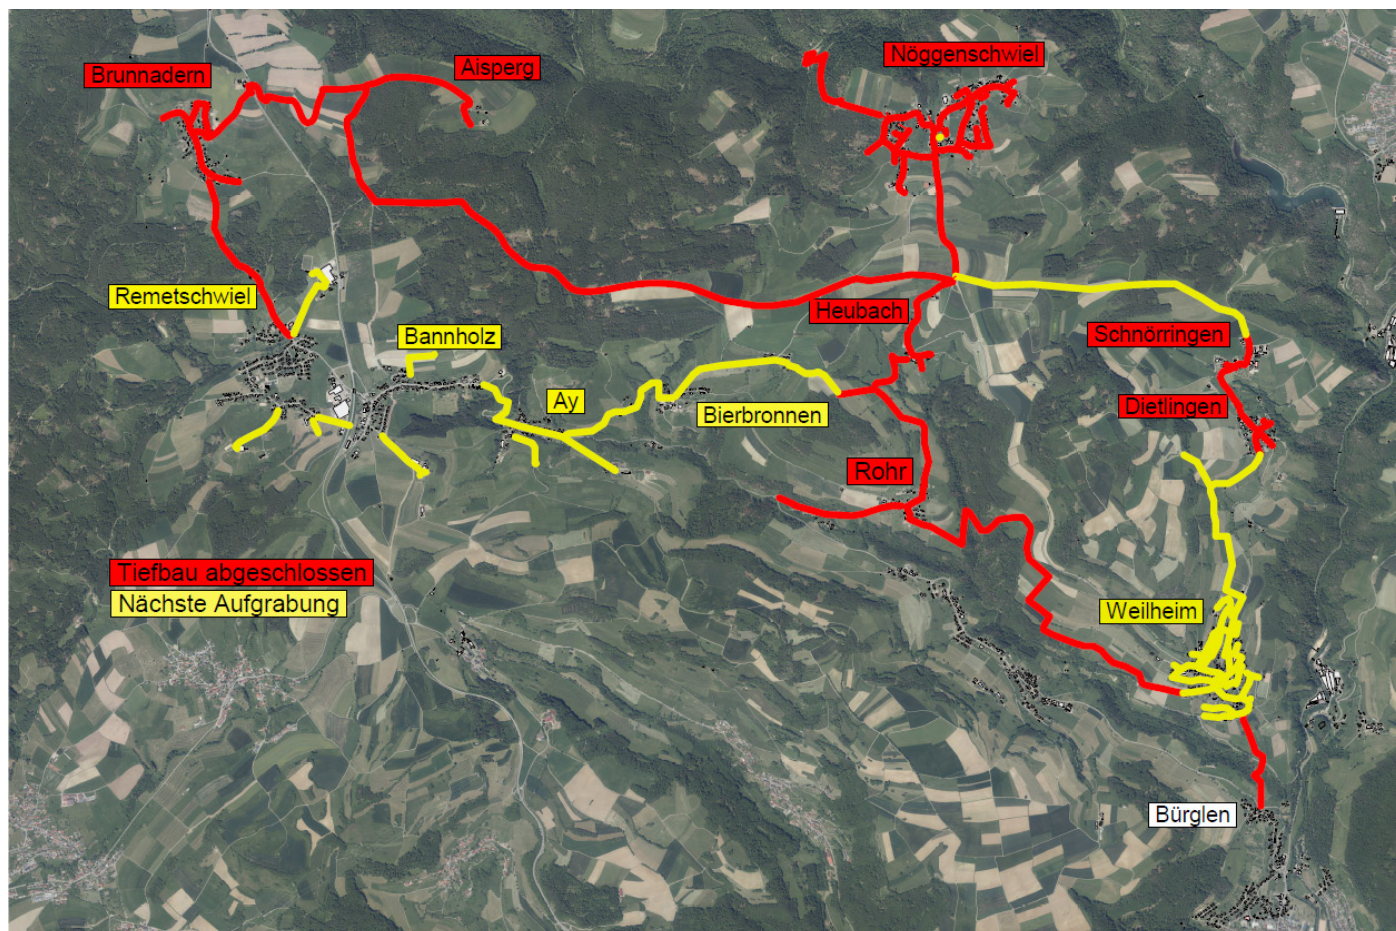 Brunnadern
Aisperg
Nöggenschwiel
Remetschwiel
Bannholz
Heubach
Schnörringen
Ay
Bierbronnen
Dietlingen
Rohr
Tiefbau abgeschlossen
Nächste Aufgrabung
Weilheim
Bürglen